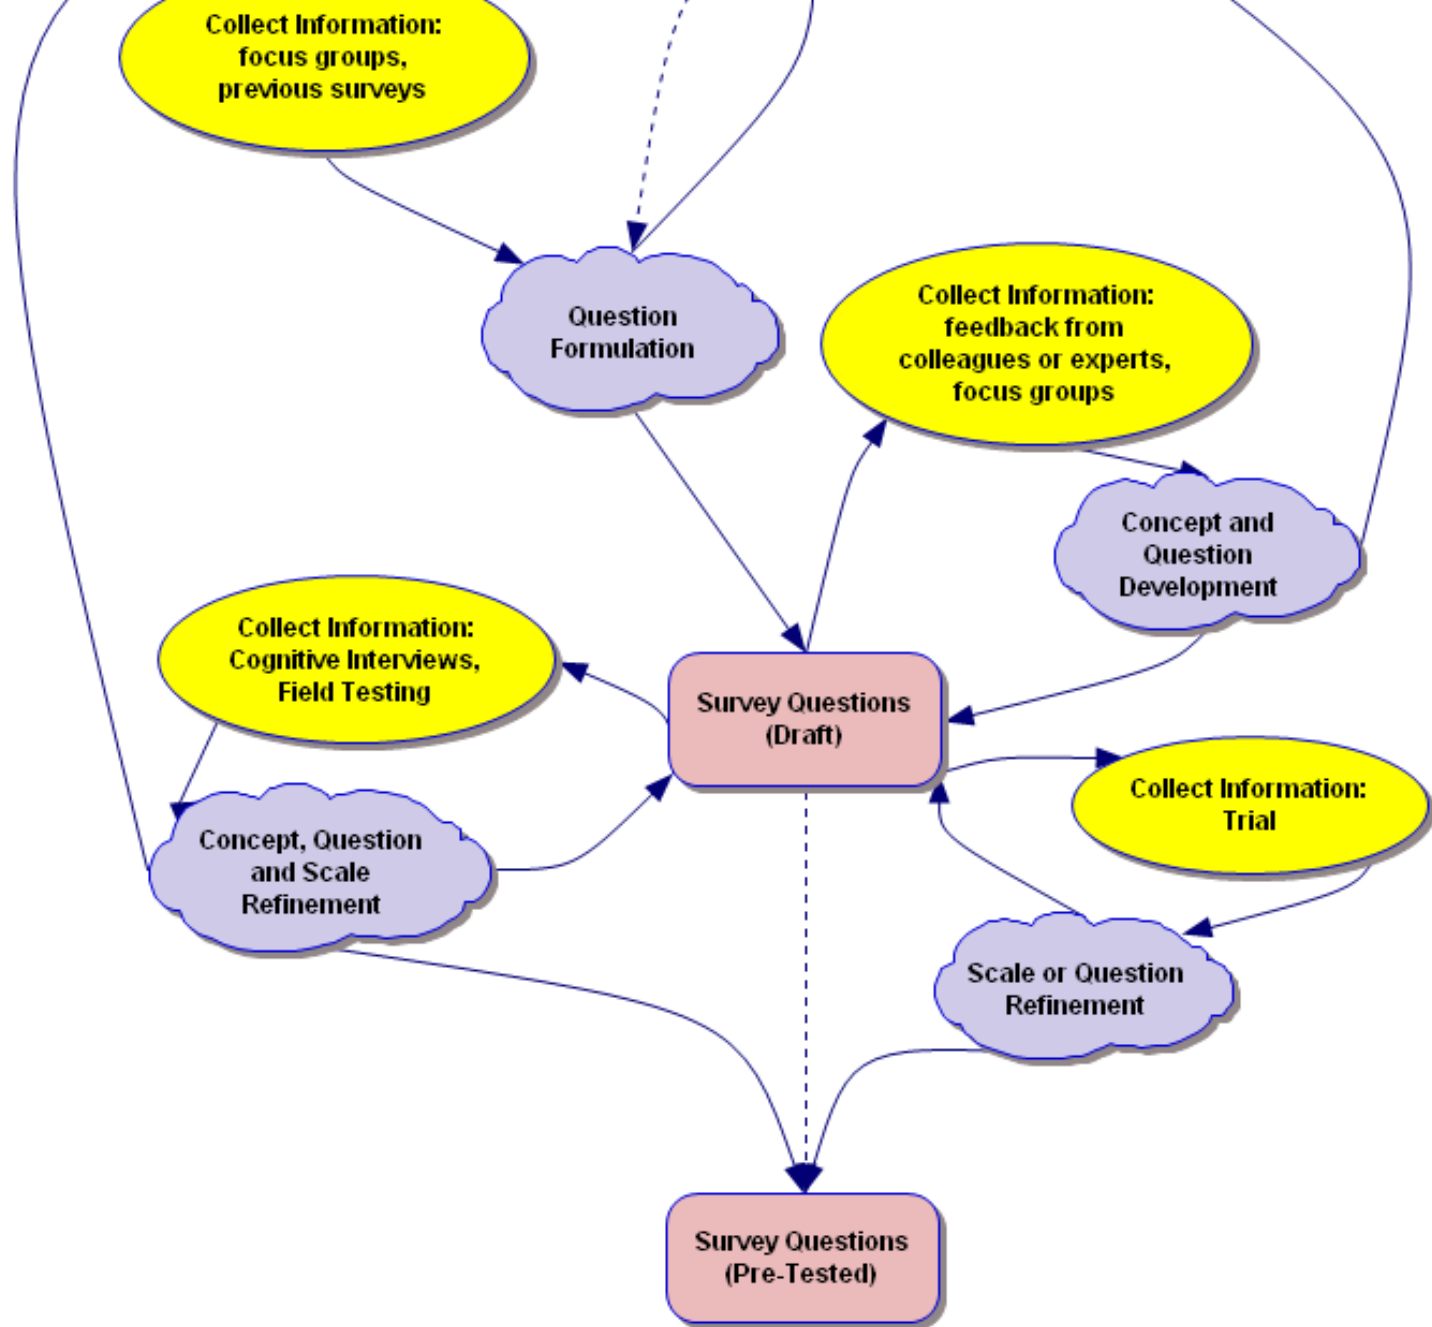 Collect Information:
focus groups,
previous surveys
Question
Formulation
Collect Information:
feedback from
colleagues or experts,
focus groups
Concept and
Question
Development
Collect Information:
Cognitive Interviews,
Field Testing
Survey Questions
(Draft)
Collect Information:
Trial
Concept, Question
and Scale
Refinement
Scale or Question
Refinement
Survey Questions
(Pre-Tested)